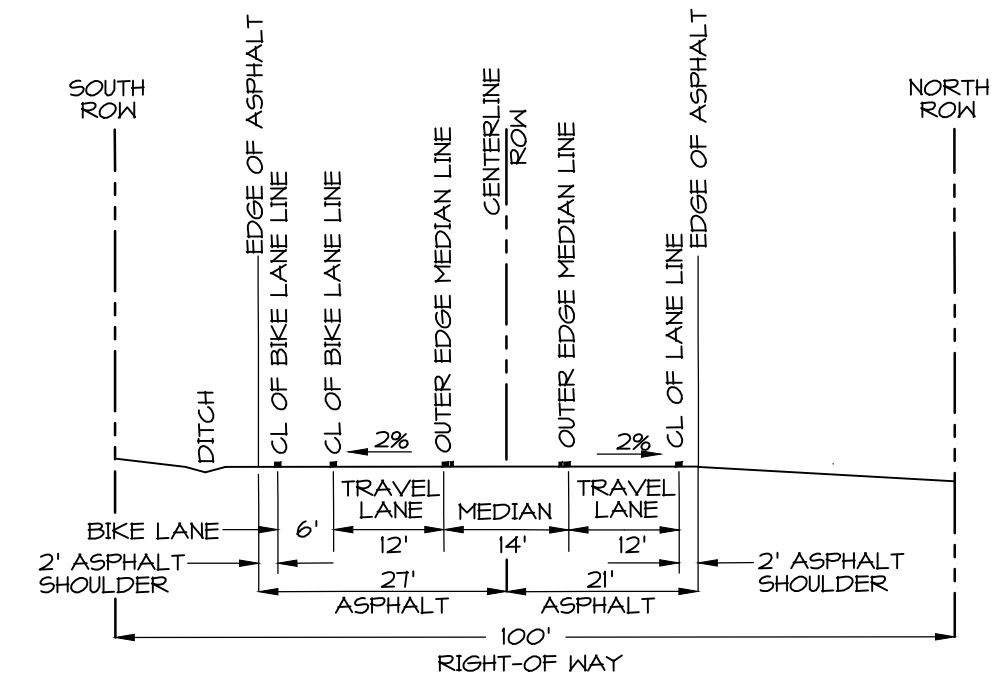 SOUTH
ROW
EDGE OF ASPHALT
CL OF BIKE LANE LINE
CL OF BIKE LANE LINE
OUTER EDGE MEDIAN LINE
CENTERLINE
ROW
OUTER EDGE MEDIAN LINE
CL OF LANE LINE
EDGE OF ASPHALT
NORTH
ROW
DITCH
2%
2%
TRAVEL
LANE
MEDIAN
TRAVEL
LANE
BIKE LANE
6'
12'
14'
12'
2' ASPHALT
SHOULDER
2' ASPHALT
SHOULDER
27'
ASPHALT
21'
ASPHALT
100'
RIGHT-OF WAY